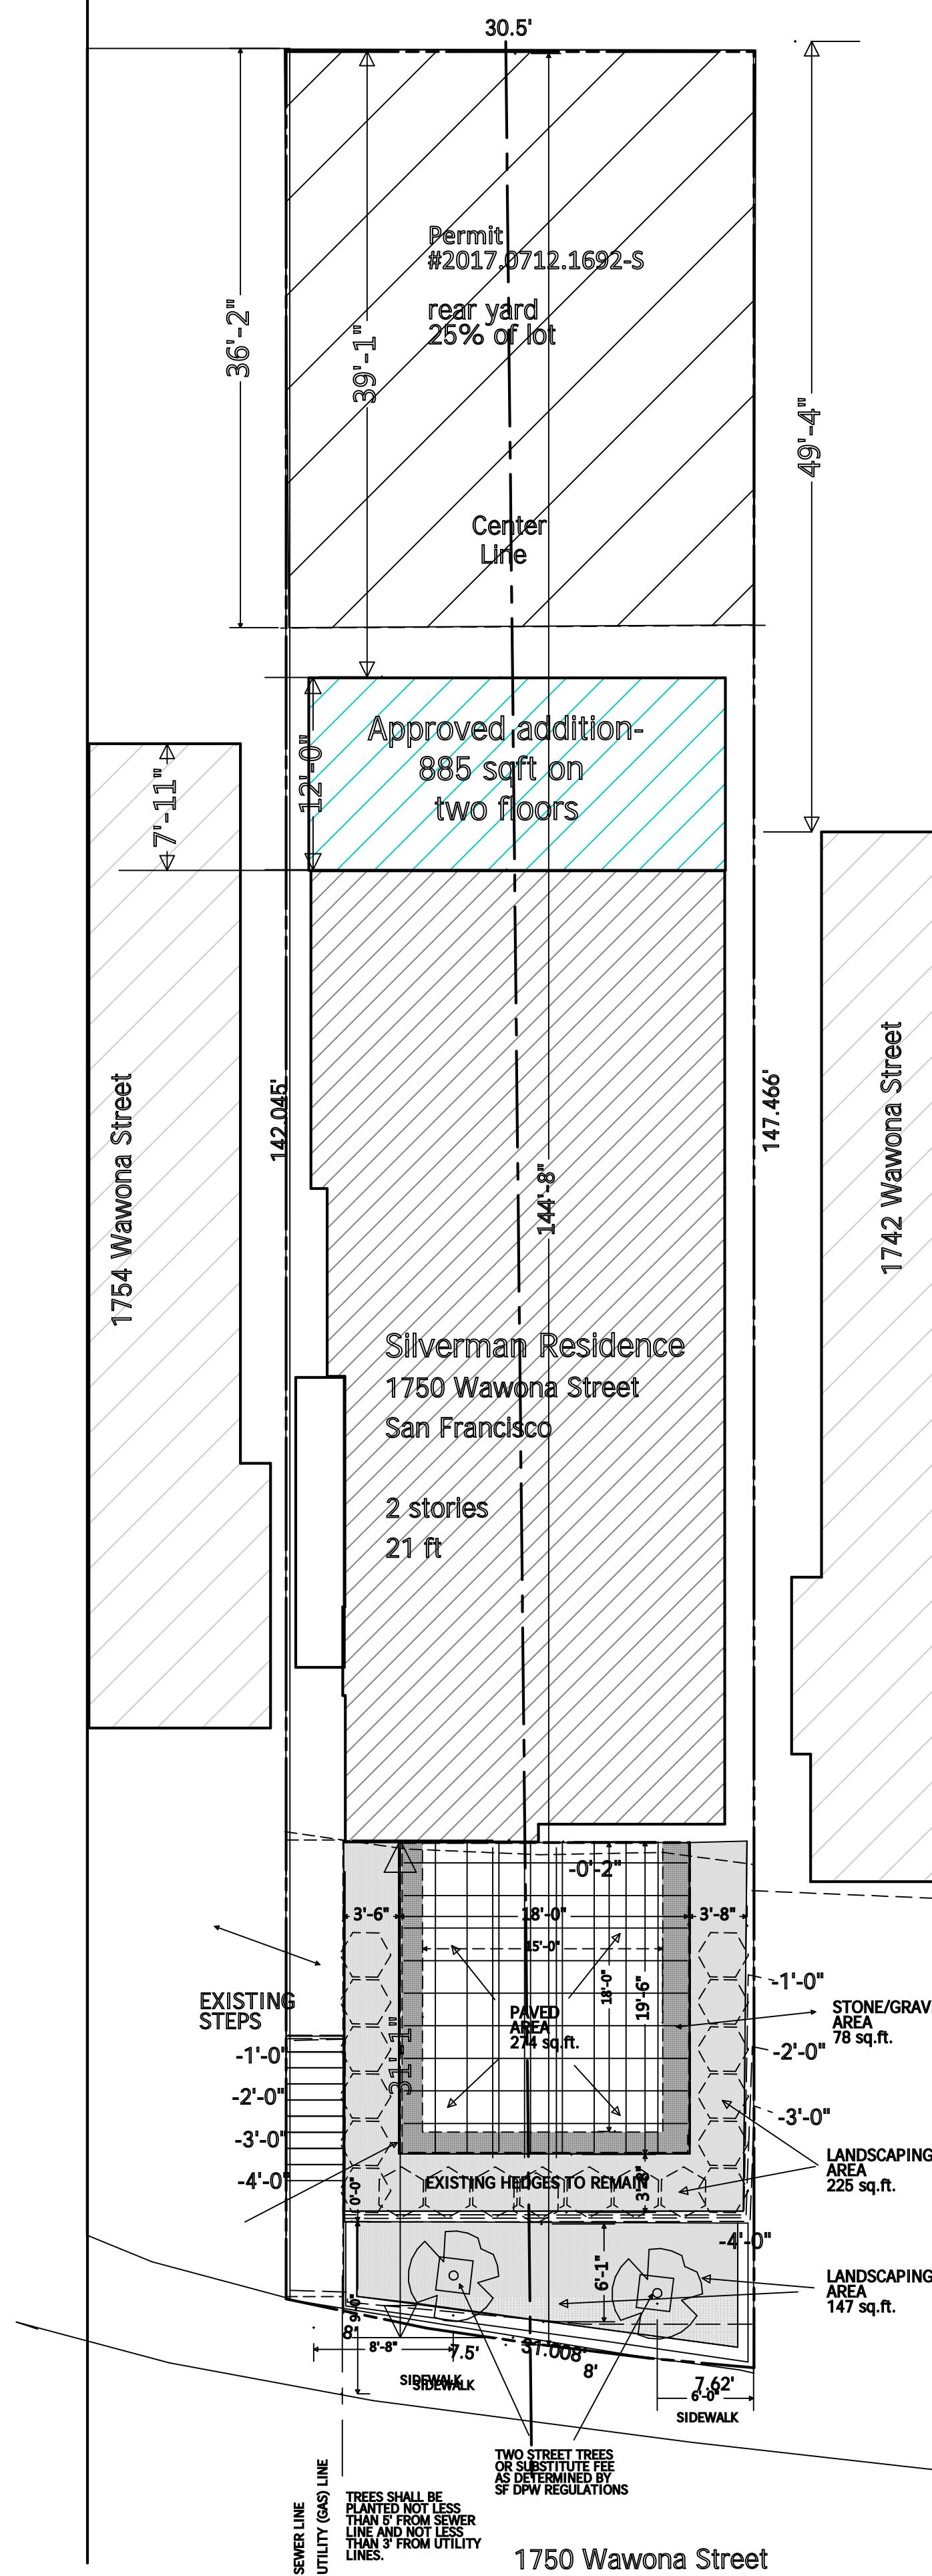 30.5'
Permit
#2017.0712.1692-S
rear yard
25% of lot
36'-2"
39'-1"
49'-4"
Center
Line
Approved addition-
885 sqft on
two floors
12'-0"
7'-11"
142.045'
147.466'
144'-8"
1754 Wawona Street
1742 Wawona Street
Silverman Residence
1750 Wawona Street
San Francisco
2 stories
21 ft
-0'-2"
3'-6"
18'-0"
3'-8"
15'-0"
18'-0"
19'-6"
-1'-0"
EXISTING
STEPS
PAVED
AREA
274 sq.ft.
STONE/GRAV
AREA
78 sq.ft.
31'-1"
-1'-0"
-2'-0"
-2'-0"
-3'-0"
-3'-0"
-4'-0"
LANDSCAPING
AREA
225 sq.ft.
EXISTING HEDGES TO REMAIN
3'-8"
0'-0"
-4'-0"
6'-1"
LANDSCAPING
AREA
147 sq.ft.
9'-0"
8'
8'-8"
7.5'
31.008'
8'
7.62'
6'-0"
SIDEWALK
SIDEWALK
SIDEWALK
TWO STREET TREES
OR SUBSTITUTE FEE
AS DETERMINED BY
SF DPW REGULATIONS
SEWER LINE
UTILITY (GAS) LINE
TREES SHALL BE
PLANTED NOT LESS
THAN 5' FROM SEWER
LINE AND NOT LESS
THAN 3' FROM UTILITY
LINES.
1750 Wawona Street